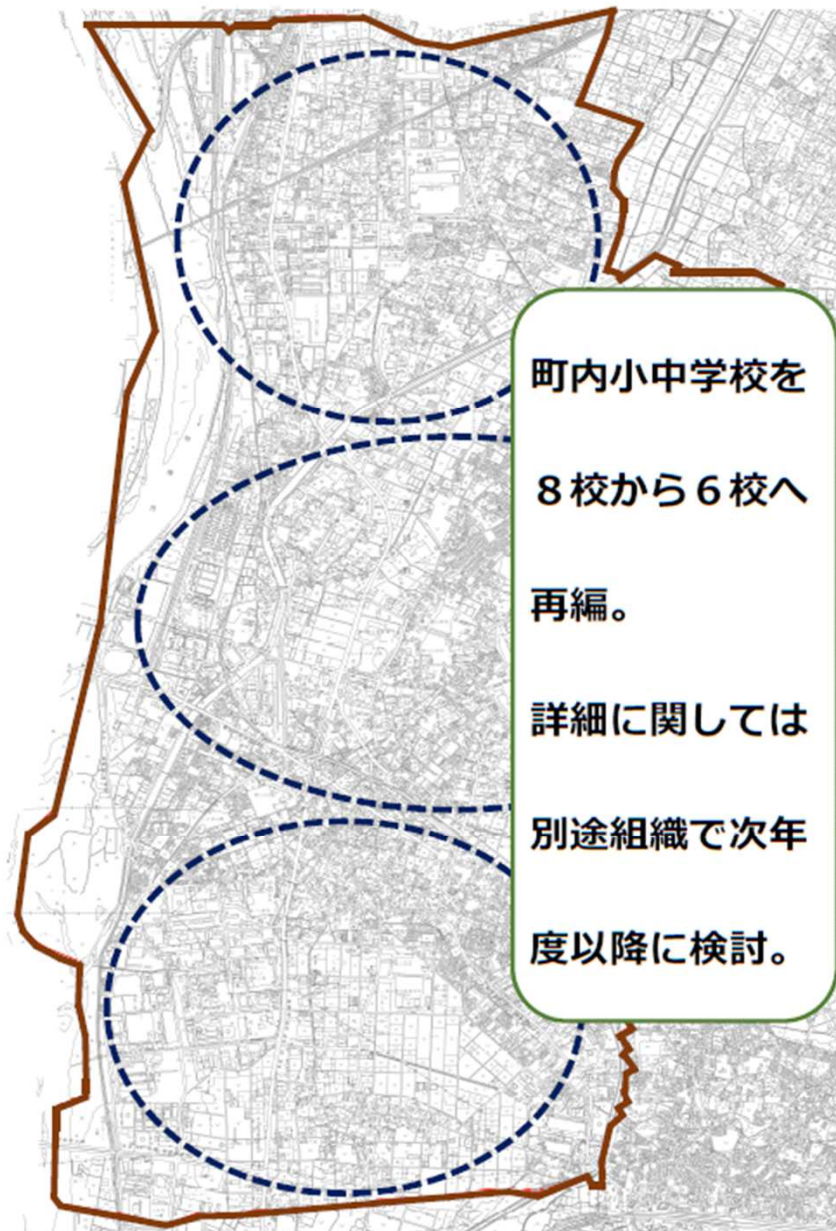 町内小中学校を
８校から６校へ
再編。
詳細に関しては
別途組織で次年
度以降に検討。